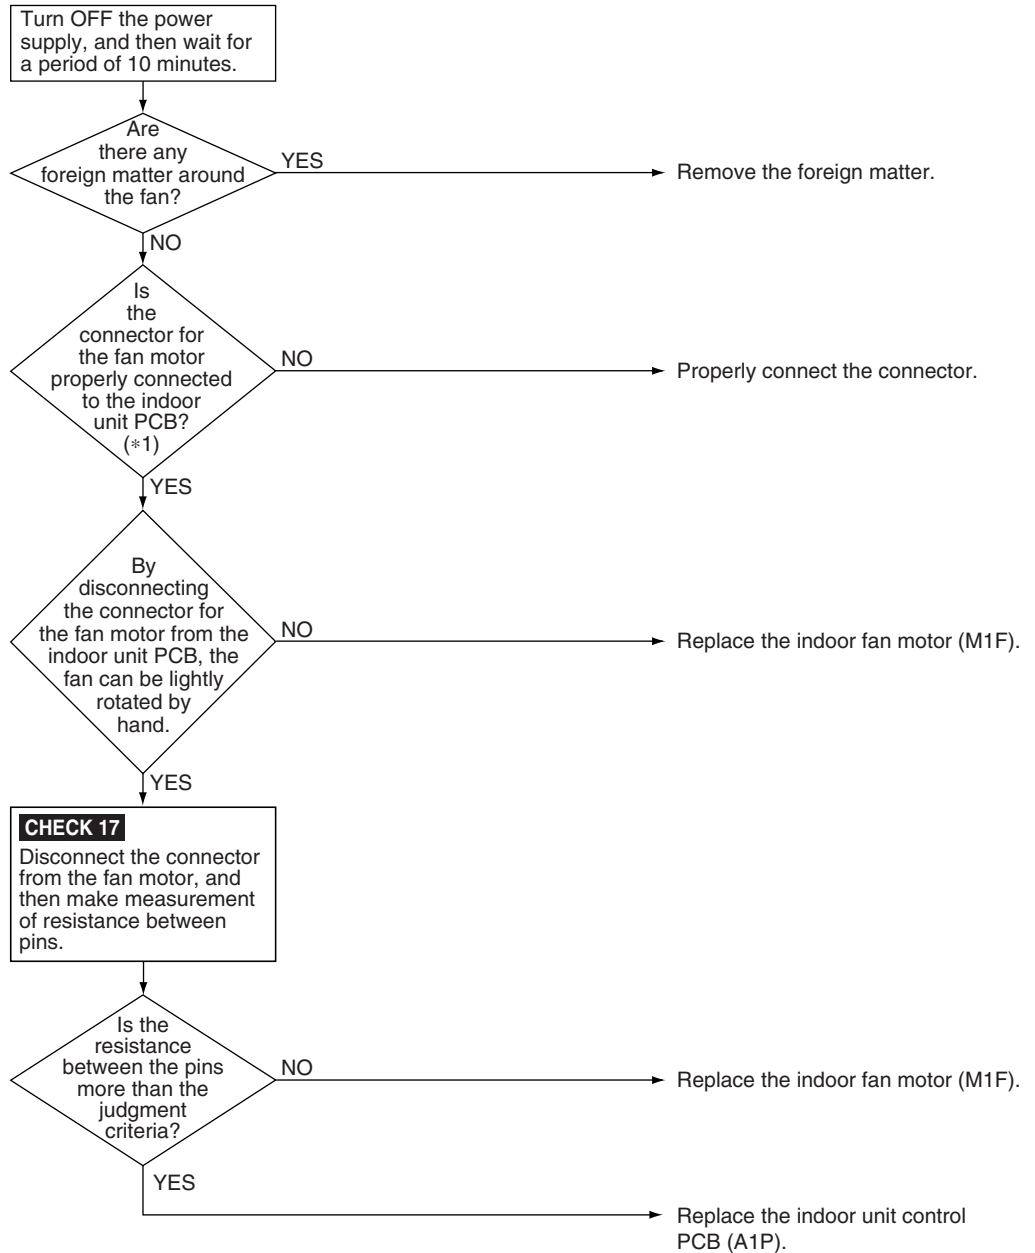 Turn OFF the power
supply, and then wait for
a period of 10 minutes.
Are
there any
foreign matter around
the fan?
YES
Remove the foreign matter.
NO
Is
the
connector for
the fan motor
properly connected
to the indoor
unit PCB?
(*1)
NO
Properly connect the connector.
YES
By
disconnecting
the connector for
the fan motor from the
indoor unit PCB, the
fan can be lightly
rotated by
hand.
NO
Replace the indoor fan motor (M1F).
YES
CHECK 17
Disconnect the connector
from the fan motor, and
then make measurement
of resistance between
pins.
Is the
resistance
between the pins
more than the
judgment
criteria?
NO
Replace the indoor fan motor (M1F).
YES
Replace the indoor unit control
PCB (A1P).